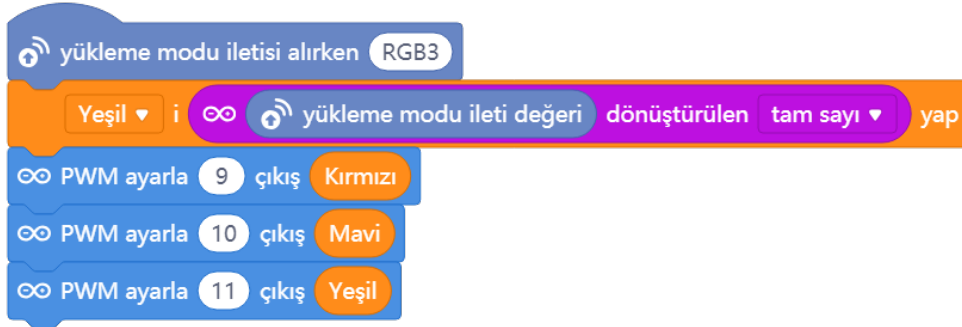 yükleme modu iletisi alırken RGB3
Yeşil i yükleme modu ileti değeri dönüştürülen tam sayı yap
PWM ayarla 9 çıkış Kırmızı
PWM ayarla 10 çıkış Mavi
PWM ayarla 11 çıkış Yeşil